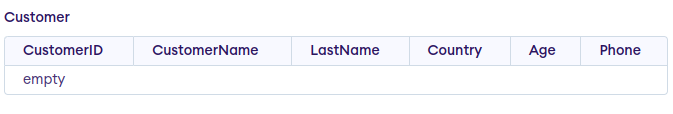 Customer
CustomerID CustomerName LastName Country Age Phone
empty